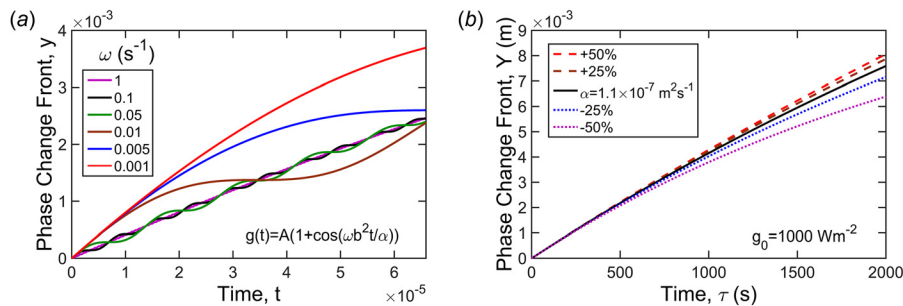 (a)
×10⁻³
Phase Change Front, y
4
3
2
1
0
ω (s⁻¹)
1
0.1
0.05
0.01
0.005
0.001
g(t)=A(1+cos(ωb²t/α))
0 1 2 3 4 5 6
×10⁻⁵
Time, t
(b)
×10⁻³
Phase Change Front, Y (m)
9
8
7
6
5
4
3
2
1
0
+50%
+25%
α=1.1×10⁻⁷ m²s⁻¹
-25%
-50%
g₀=1000 Wm⁻²
0 500 1000 1500 2000
Time, τ (s)